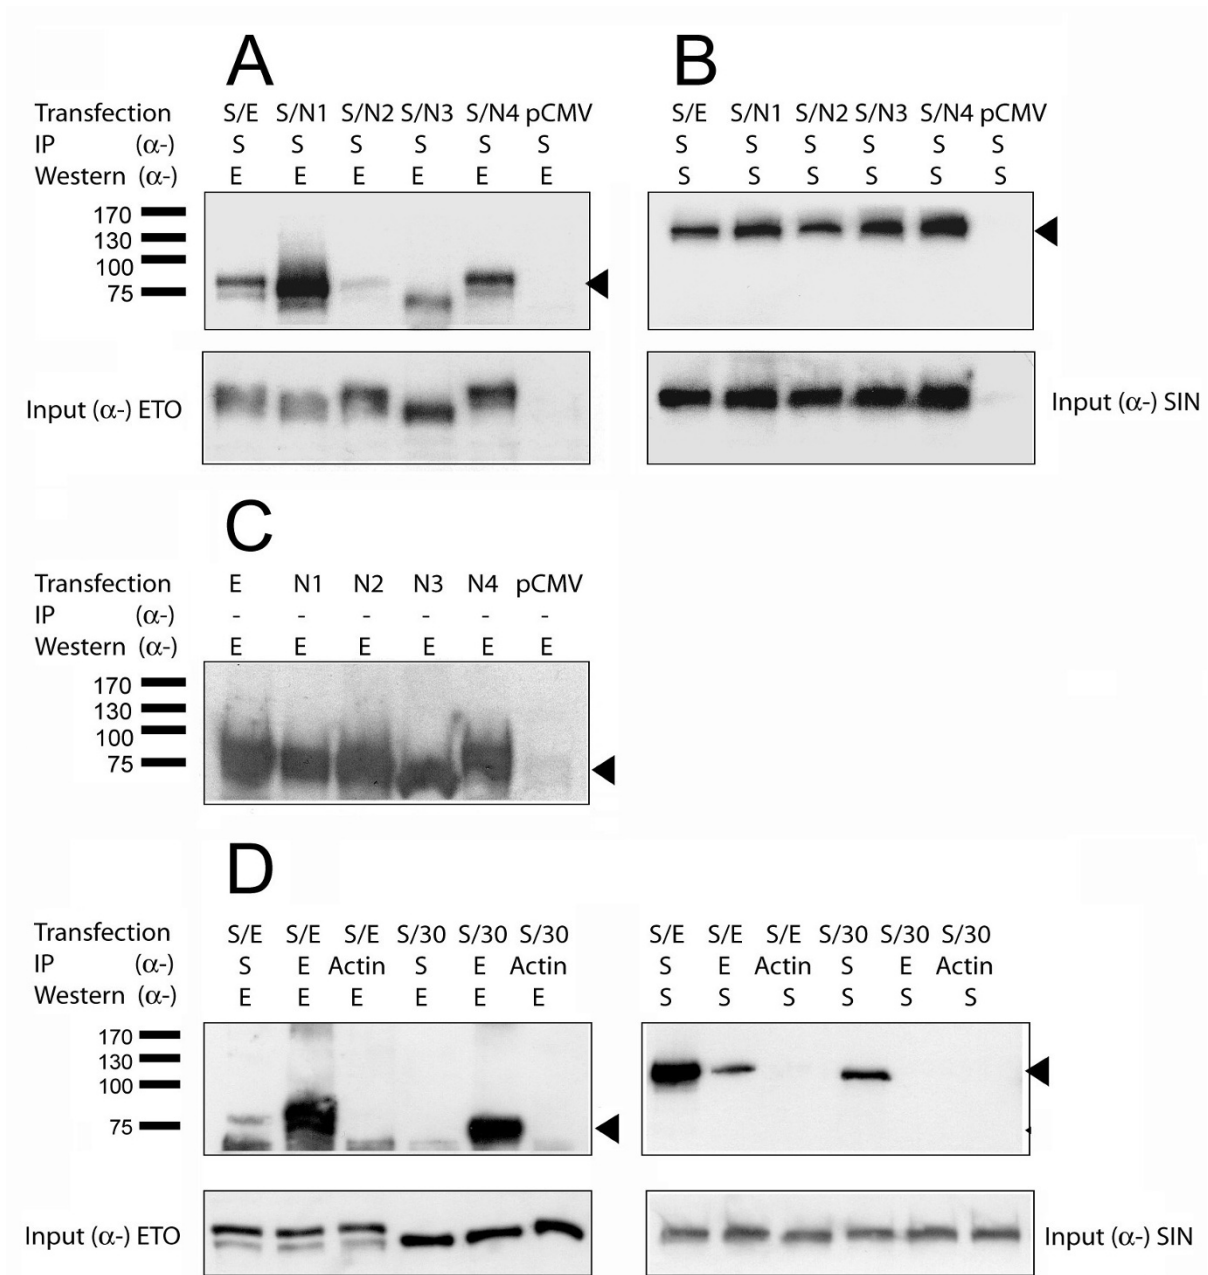 A
Transfection S/E S/N1 S/N2 S/N3 S/N4 pCMV
IP (α-) S S S S S S
Western (α-) E E E E E E
170
130
100
75
Input (α-) ETO
B
S/E S/N1 S/N2 S/N3 S/N4 pCMV
S S S S S S
S S S S S S
Input (α-) SIN
C
Transfection E N1 N2 N3 N4 pCMV
IP (α-) - - - - - -
Western (α-) E E E E E E
170
130
100
75
D
Transfection S/E S/E S/E S/30 S/30 S/30
IP (α-) S E Actin S E Actin
Western (α-) E E E E E E
170
130
100
75
Input (α-) ETO
S/E S/E S/E S/30 S/30 S/30
S E Actin S E Actin
S S S S S S
Input (α-) SIN